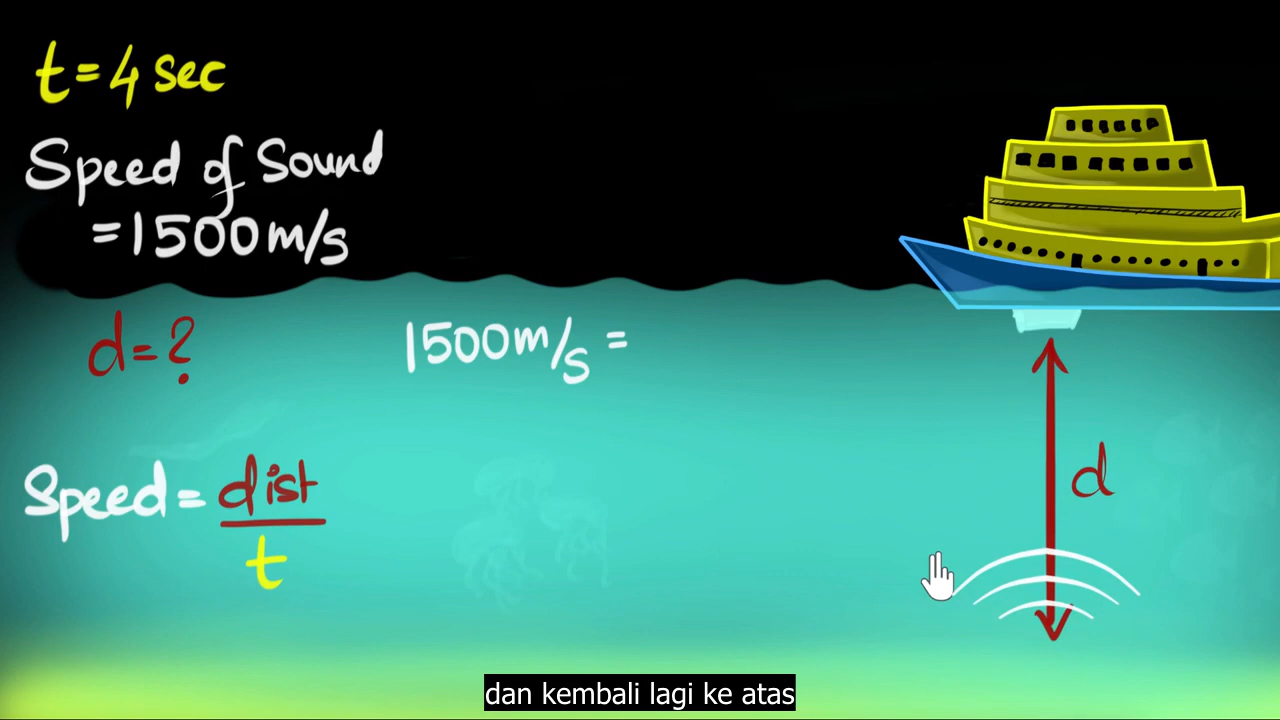 t = 4 sec
Speed of Sound
= 1500 m/s
d = ?
1500 m/s =
Speed = dist
t
d
dan kembali lagi ke atas